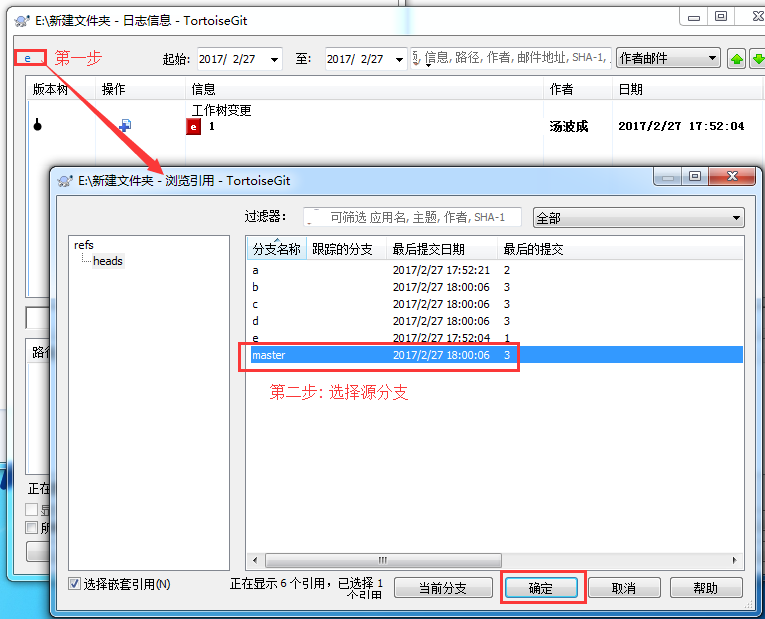 E:\新建文件夹 - 日志信息 - TortoiseGit
e 第一步 起始: 2017/ 2/27 至: 2017/ 2/27 信息, 路径, 作者, 邮件地址, SHA-1, 作者邮件
版本树 操作 信息 作者 日期
工作树变更
e 1 汤波成 2017/2/27 17:52:04
E:\新建文件夹 - 浏览引用 - TortoiseGit
过滤器: 可筛选 应用名, 主题, 作者, SHA-1 全部
refs
heads
分支名称 跟踪的分支 最后提交日期 最后的提交
a 2017/2/27 17:52:21 2
b 2017/2/27 18:00:06 3
c 2017/2/27 18:00:06 3
d 2017/2/27 18:00:06 3
e 2017/2/27 17:52:04 1
master 2017/2/27 18:00:06 3
第二步: 选择源分支
路径
正在
选择嵌套引用(N) 正在显示 6 个引用, 已选择 1
个引用
当前分支 确定 取消 帮助